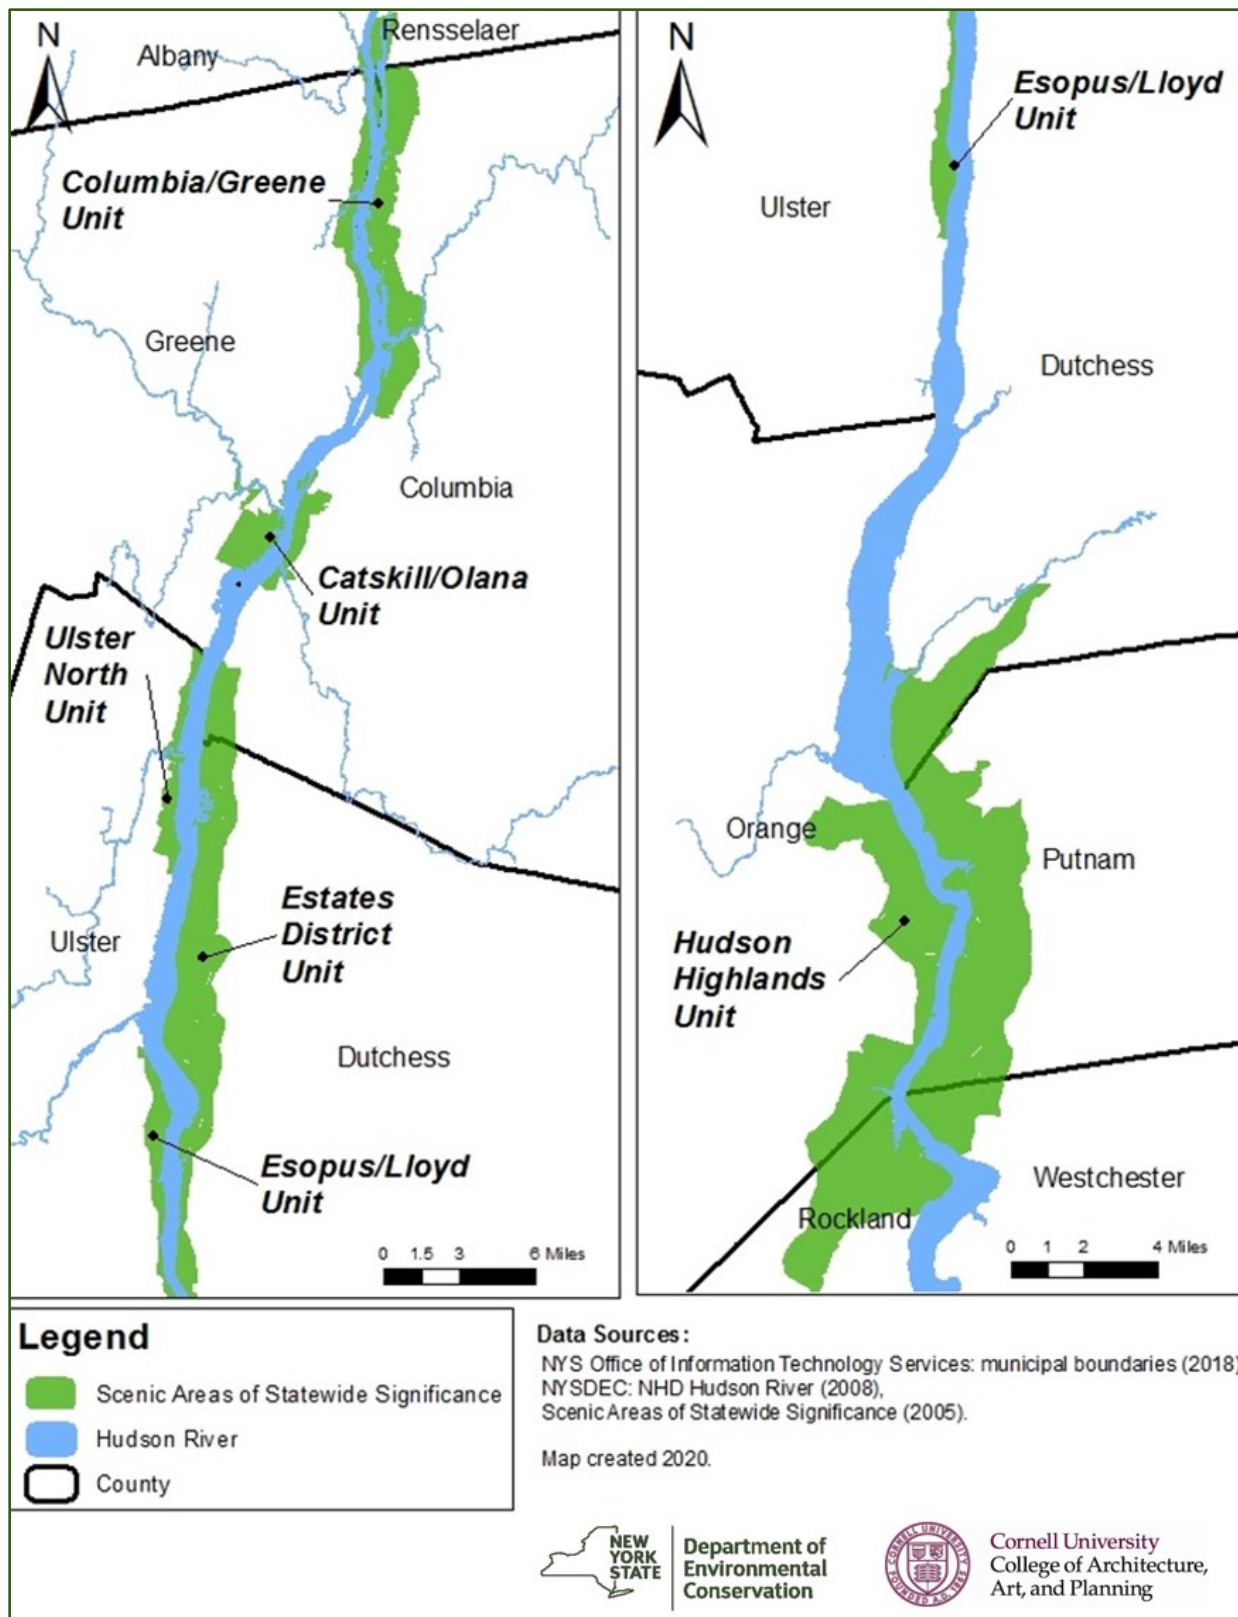 N
Albany
Rensselaer
Columbia/Greene
Unit
Greene
Columbia
Catskill/Olana
Unit
Ulster
North
Unit
Estates
District
Unit
Ulster
Dutchess
Esopus/Lloyd
Unit
0 1.5 3 6 Miles
N
Esopus/Lloyd
Unit
Ulster
Dutchess
Orange
Putnam
Hudson
Highlands
Unit
Westchester
Rockland
0 1 2 4 Miles
Legend
Scenic Areas of Statewide Significance
Hudson River
County
Data Sources:
NYS Office of Information Technology Services: municipal boundaries (2018)
NYSDEC: NHD Hudson River (2008),
Scenic Areas of Statewide Significance (2005).
Map created 2020.
NEW
YORK
STATE
Department of
Environmental
Conservation
CORNELL UNIVERSITY
FOUNDED A.D. 1865
Cornell University
College of Architecture,
Art, and Planning